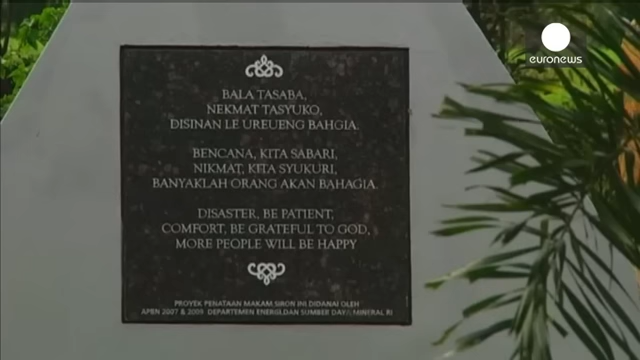 euronews
BALA TASABA,
NEKMAT TASYUKO,
DISINAN LE UREUENG BAHGIA.
BENCANA, KITA SABARI,
NIKMAT, KITA SYUKURI,
BANYAKLAH ORANG AKAN BAHAGIA
DISASTER, BE PATIENT,
COMFORT, BE GRATEFUL TO GOD,
MORE PEOPLE WILL BE HAPPY
PROYEK PENATAAN MAKAM SIRON INI DIDANAI OLEH
APBN 2007 & 2009 DEPARTEMEN ENERGI DAN SUMBER DAYA MINERAL RI